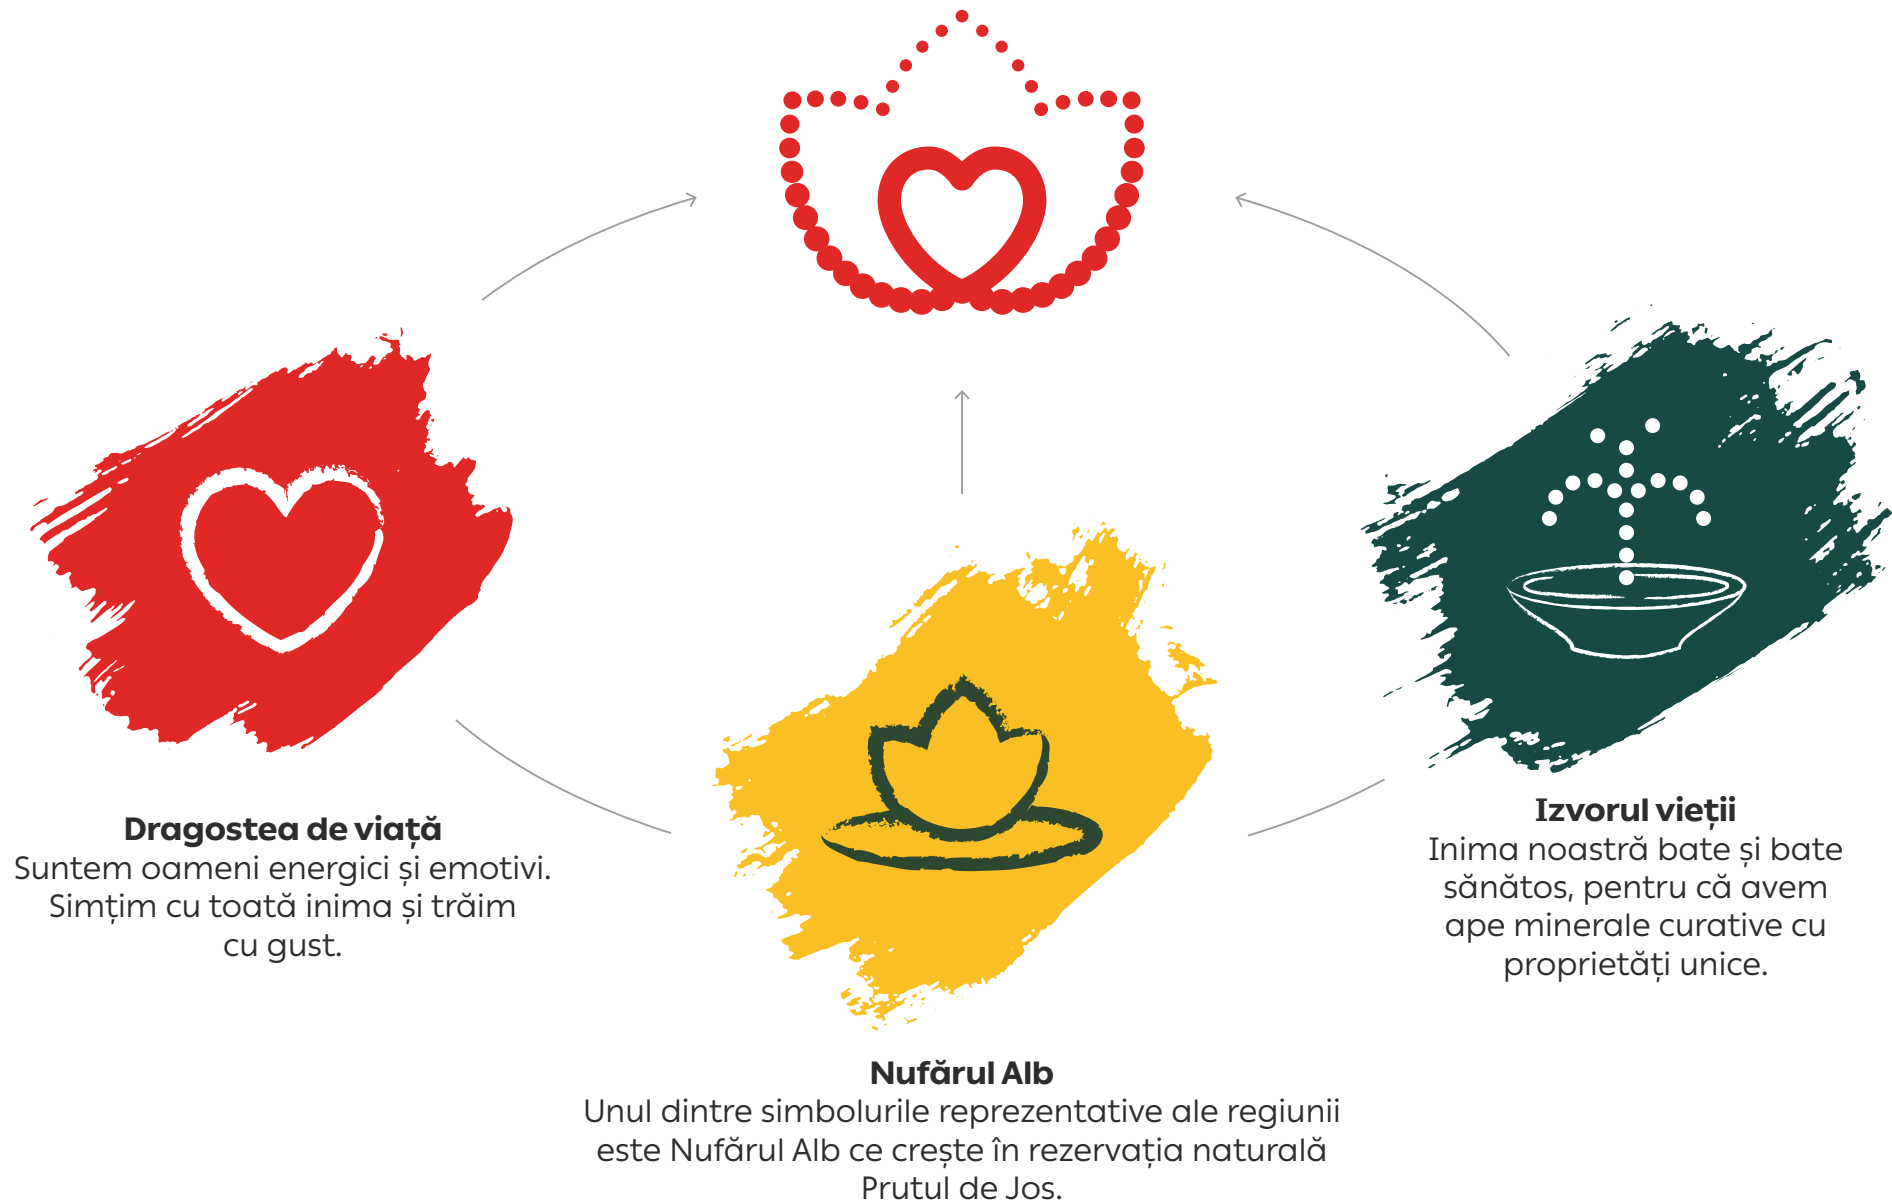 Dragostea de viață
Suntem oameni energici și emotivi.
Simțim cu toată inima și trăim
cu gust.
Nufărul Alb
Unul dintre simbolurile reprezentative ale regiunii
este Nufărul Alb ce crește în rezervația naturală
Prutul de Jos.
Izvorul vieții
Inima noastră bate și bate
sănătos, pentru că avem
ape minerale curative cu
proprietăți unice.